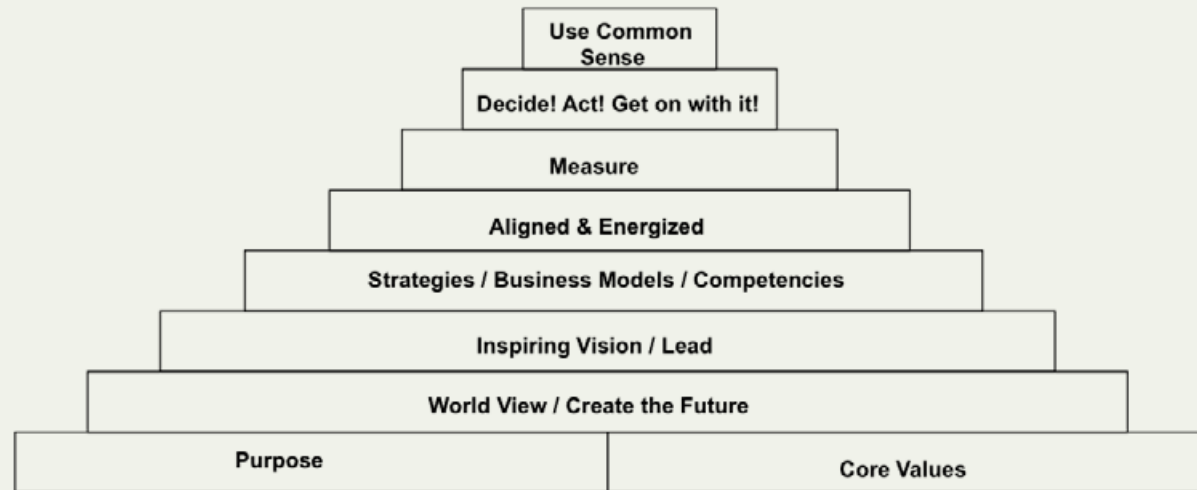 Use Common
Sense
Decide! Act! Get on with it!
Measure
Aligned & Energized
Strategies / Business Models / Competencies
Inspiring Vision / Lead
World View / Create the Future
Purpose
Core Values